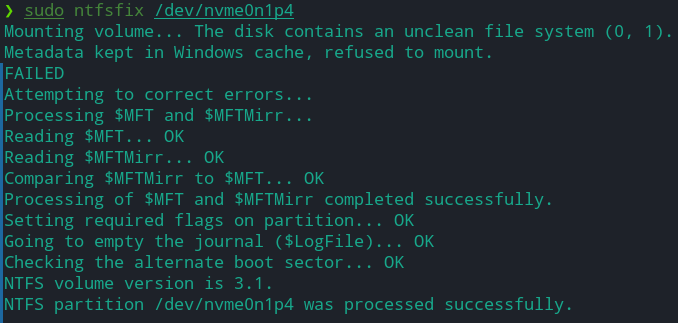 ❯ sudo ntfsfix /dev/nvme0n1p4
Mounting volume... The disk contains an unclean file system (0, 1).
Metadata kept in Windows cache, refused to mount.
FAILED
Attempting to correct errors...
Processing $MFT and $MFTMirr...
Reading $MFT... OK
Reading $MFTMirr... OK
Comparing $MFTMirr to $MFT... OK
Processing of $MFT and $MFTMirr completed successfully.
Setting required flags on partition... OK
Going to empty the journal ($LogFile)... OK
Checking the alternate boot sector... OK
NTFS volume version is 3.1.
NTFS partition /dev/nvme0n1p4 was processed successfully.